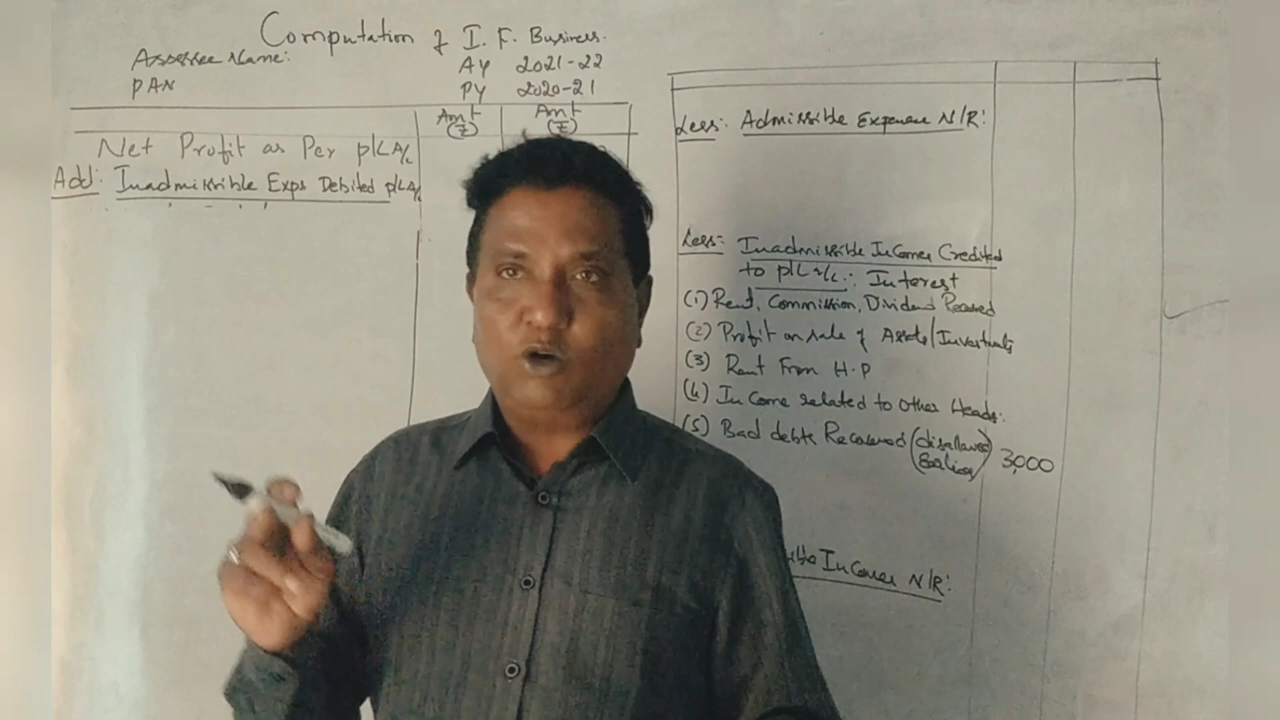 Computation of I. F. Business.
Assessee Name:
AY 2021-22
PAN
PY 2020-21
Amt (₹)
Amt (₹)
Net Profit as Per P/L A/c
Add: Inadmissible Exps Debited P/L A/c
Less: Admissible Expense N/R:
Less: Inadmissible Incomes Credited
to P/L A/c: Interest
(1) Rent, Commission, Dividend Received
(2) Profit on sale of Assets/Investments
(3) Rent From H.P
(4) Income related to Other Heads:
(5) Bad debts Recovered (disallowed Earlier) 3,000
Incomes N/R: